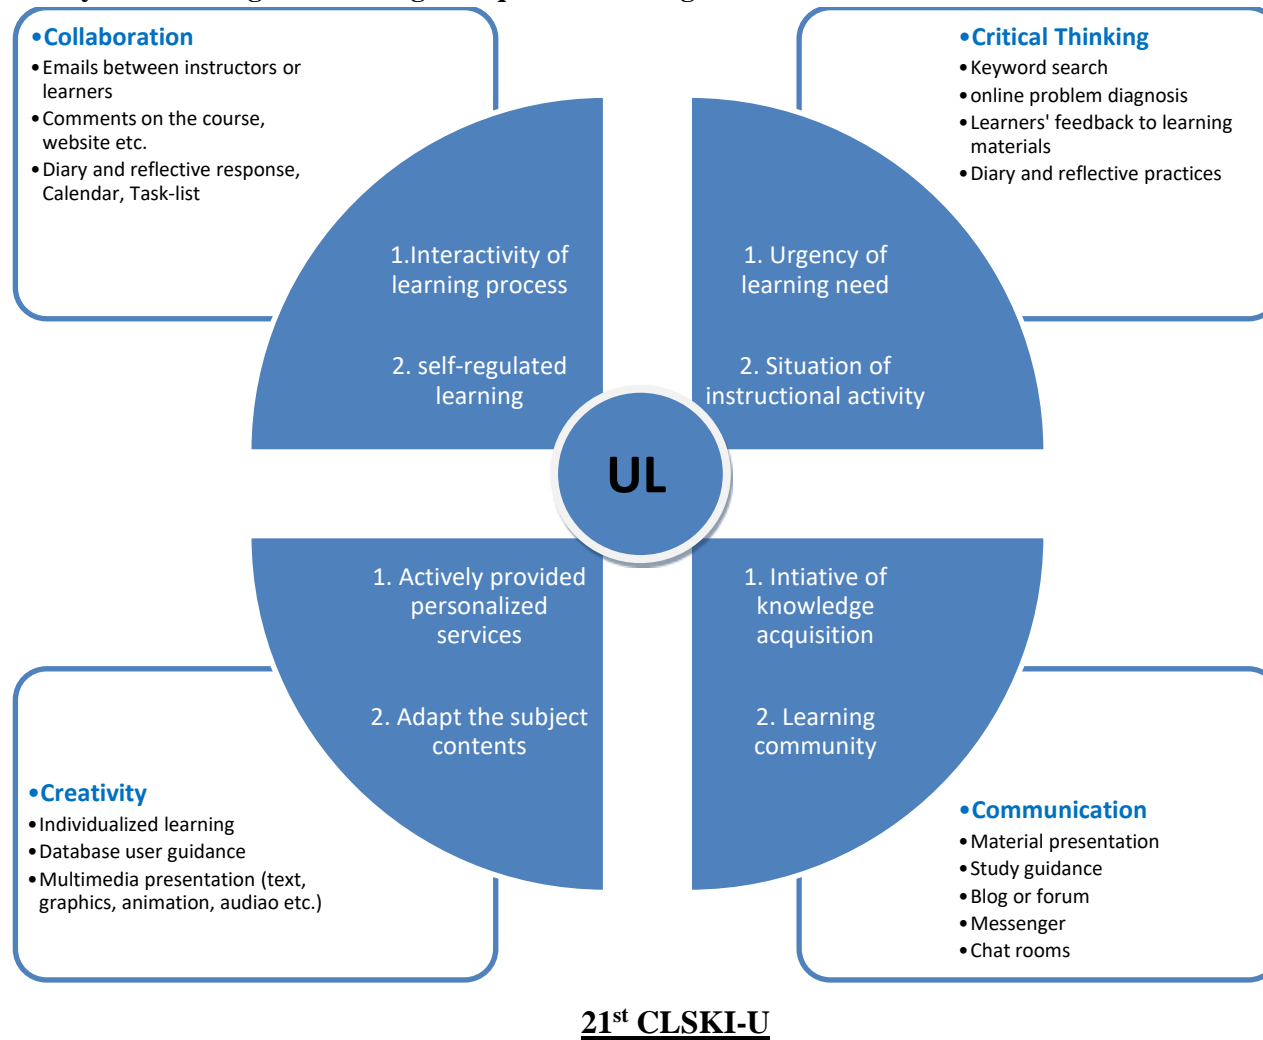 •Collaboration
•Emails between instructors or
learners
•Comments on the course,
website etc.
•Diary and reflective response,
Calendar, Task-list
•Critical Thinking
•Keyword search
•online problem diagnosis
•Learners' feedback to learning
materials
•Diary and reflective practices
1.Interactivity of
learning process
2. self-regulated
learning
1. Urgency of
learning need
2. Situation of
instructional activity
UL
1. Actively provided
personalized
services
2. Adapt the subject
contents
1. Intiative of
knowledge
acquisition
2. Learning
community
•Creativity
•Individualized learning
•Database user guidance
•Multimedia presentation (text,
graphics, animation, audiao etc.)
•Communication
•Material presentation
•Study guidance
•Blog or forum
•Messenger
•Chat rooms
21st CLSKI-U